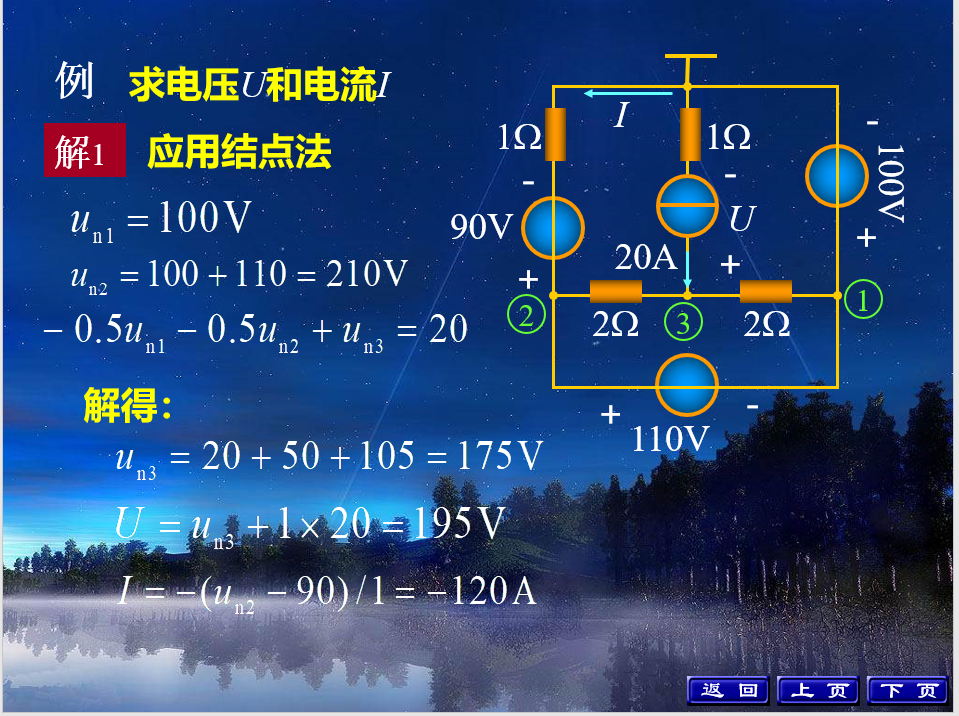 例 求电压U和电流I
解1 应用结点法
u_n1 = 100V
u_n2 = 100 + 110 = 210V
− 0.5u_n1 − 0.5u_n2 + u_n3 = 20
解得：
u_n3 = 20 + 50 + 105 = 175V
U = u_n3 + 1 × 20 = 195V
I = −(u_n2 − 90) / 1 = −120A
I
1Ω
1Ω
-
100V
+
-
90V
+
-
U
+
20A
②
2Ω
③
2Ω
①
+
-
110V
返回 上页 下页